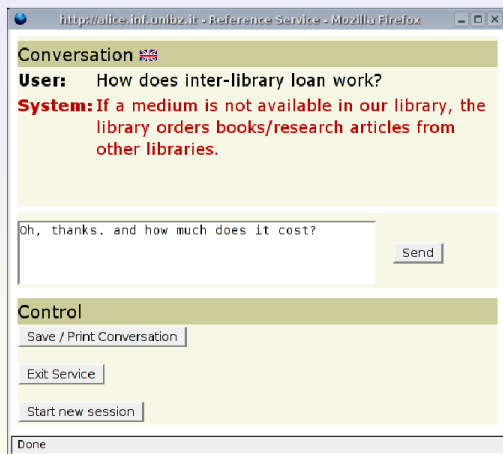 http://alice.inf.unibz.it - Reference Service - Mozilla Firefox
Conversation
User: How does inter-library loan work?
System: If a medium is not available in our library, the
library orders books/research articles from
other libraries.
Oh, thanks. and how much does it cost?
Send
Control
Save / Print Conversation
Exit Service
Start new session
Done